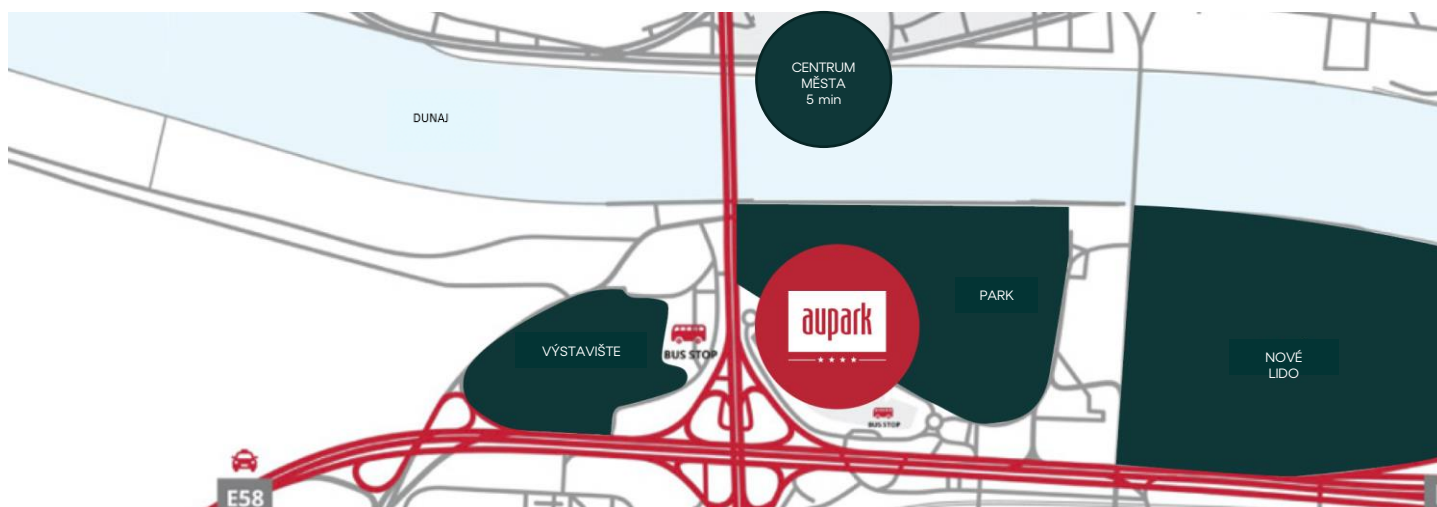 CENTRUM
MĚSTA
5 min
DUNAJ
PARK
aupark
VÝSTAVIŠTE
BUS STOP
NOVÉ
LIDO
BUS STOP
E58